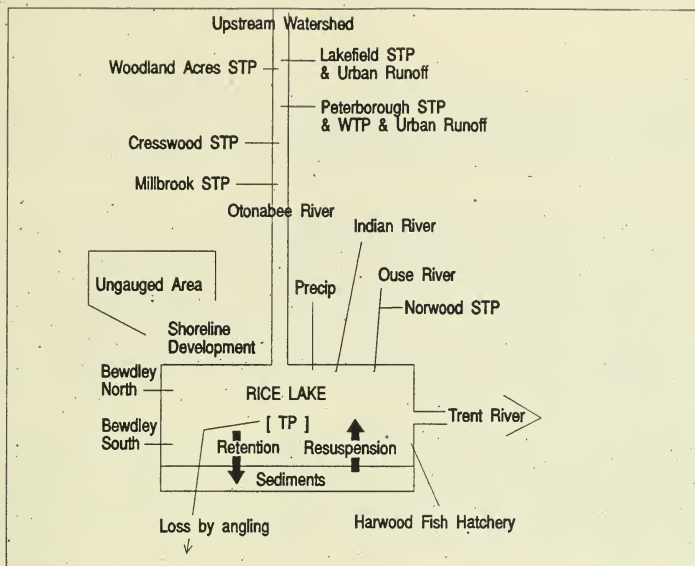 Upstream Watershed
Woodland Acres STP
Lakefield STP
& Urban Runoff
Peterborough STP
& WTP & Urban Runoff
Cresswood STP
Millbrook STP
Otonabee River
Indian River
Ungauged Area
Precip
Ouse River
Norwood STP
Shoreline
Development
Bewdley
North
RICE LAKE
Trent River
Bewdley
South
[ TP ]
Retention
Resuspension
Sediments
Loss by angling
Harwood Fish Hatchery